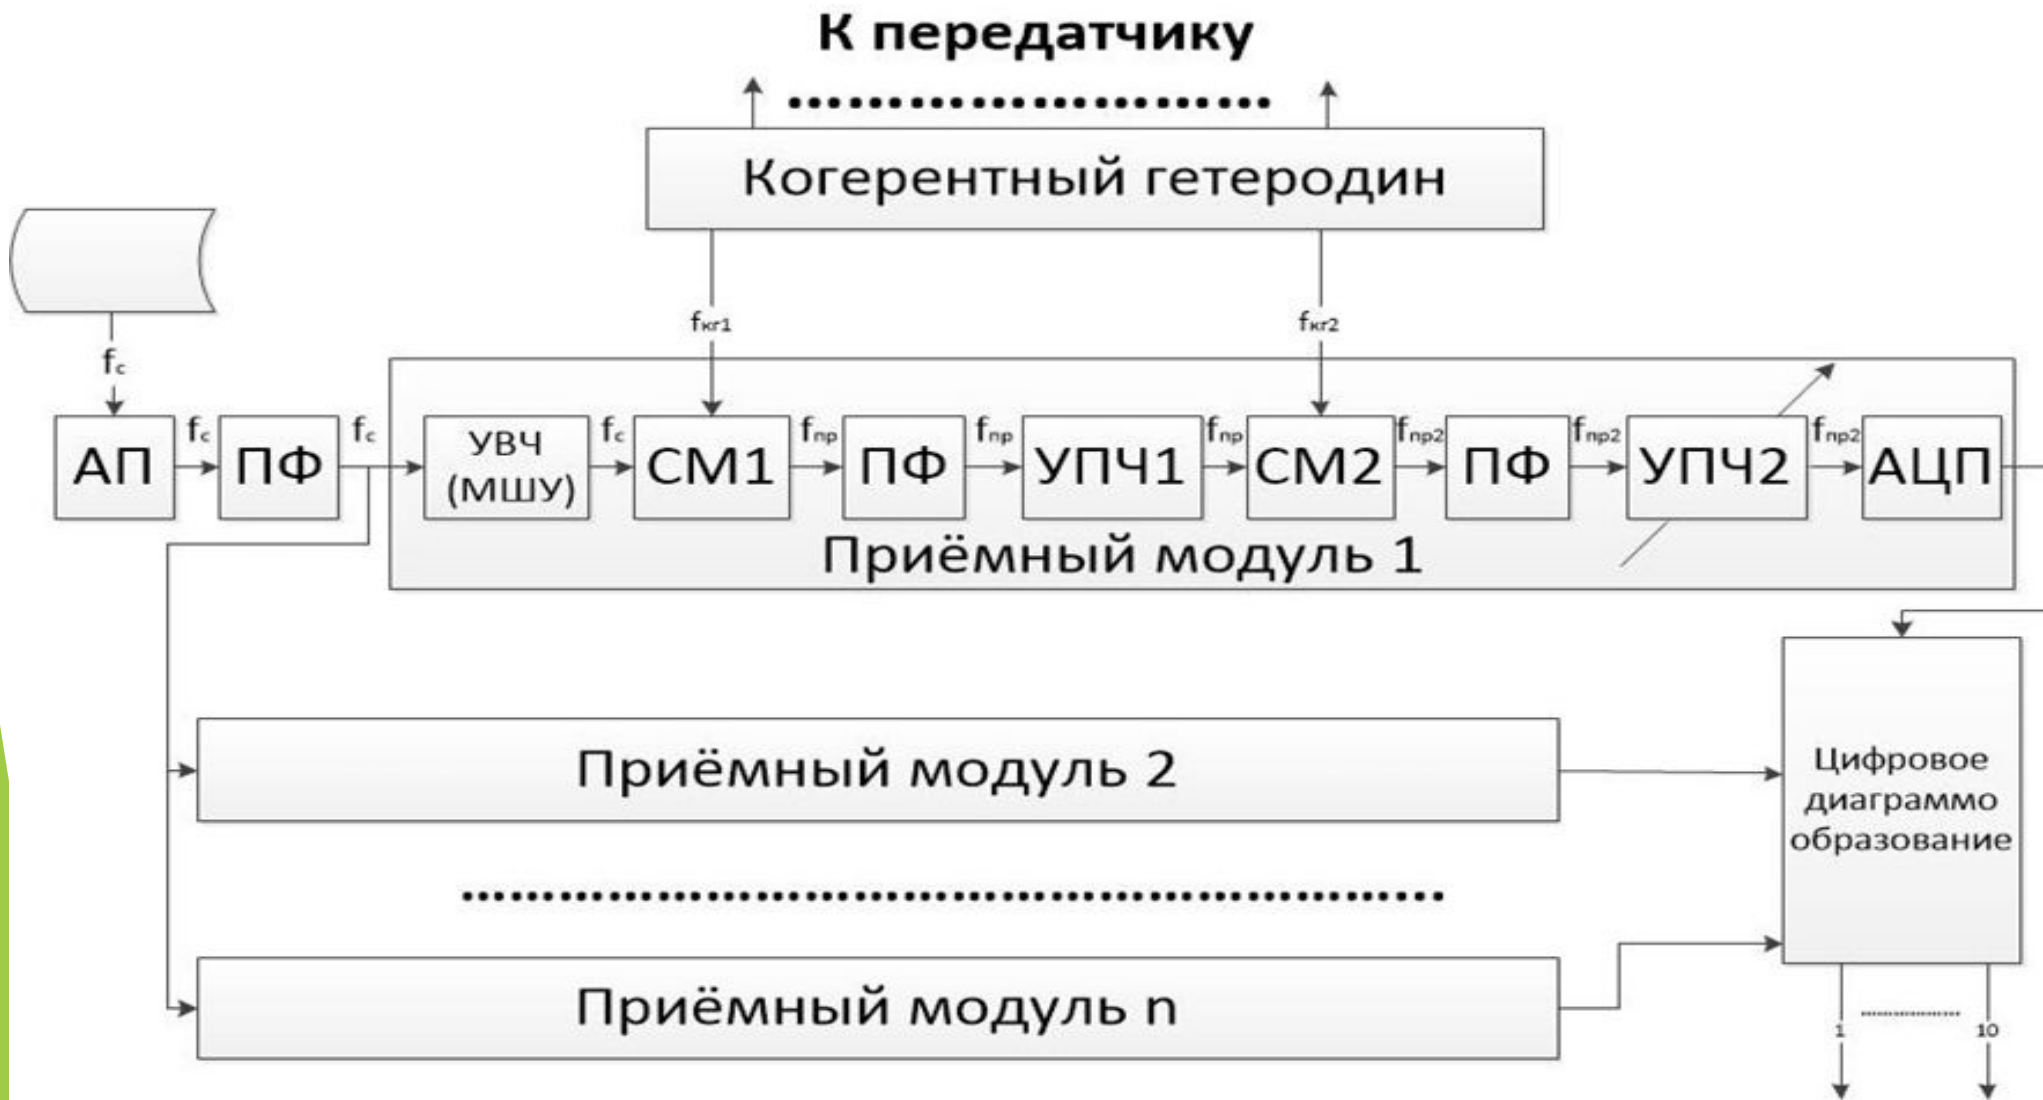 К передатчику
Когерентный гетеродин
fкг1
fкг2
fс
АП
fс
ПФ
fс
УВЧ
(МШУ)
fс
СМ1
fпр
ПФ
fпр
УПЧ1
fпр
СМ2
fпр2
ПФ
fпр2
УПЧ2
fпр2
АЦП
Приёмный модуль 1
Приёмный модуль 2
Цифровое
диаграммо
образование
Приёмный модуль n
1
10